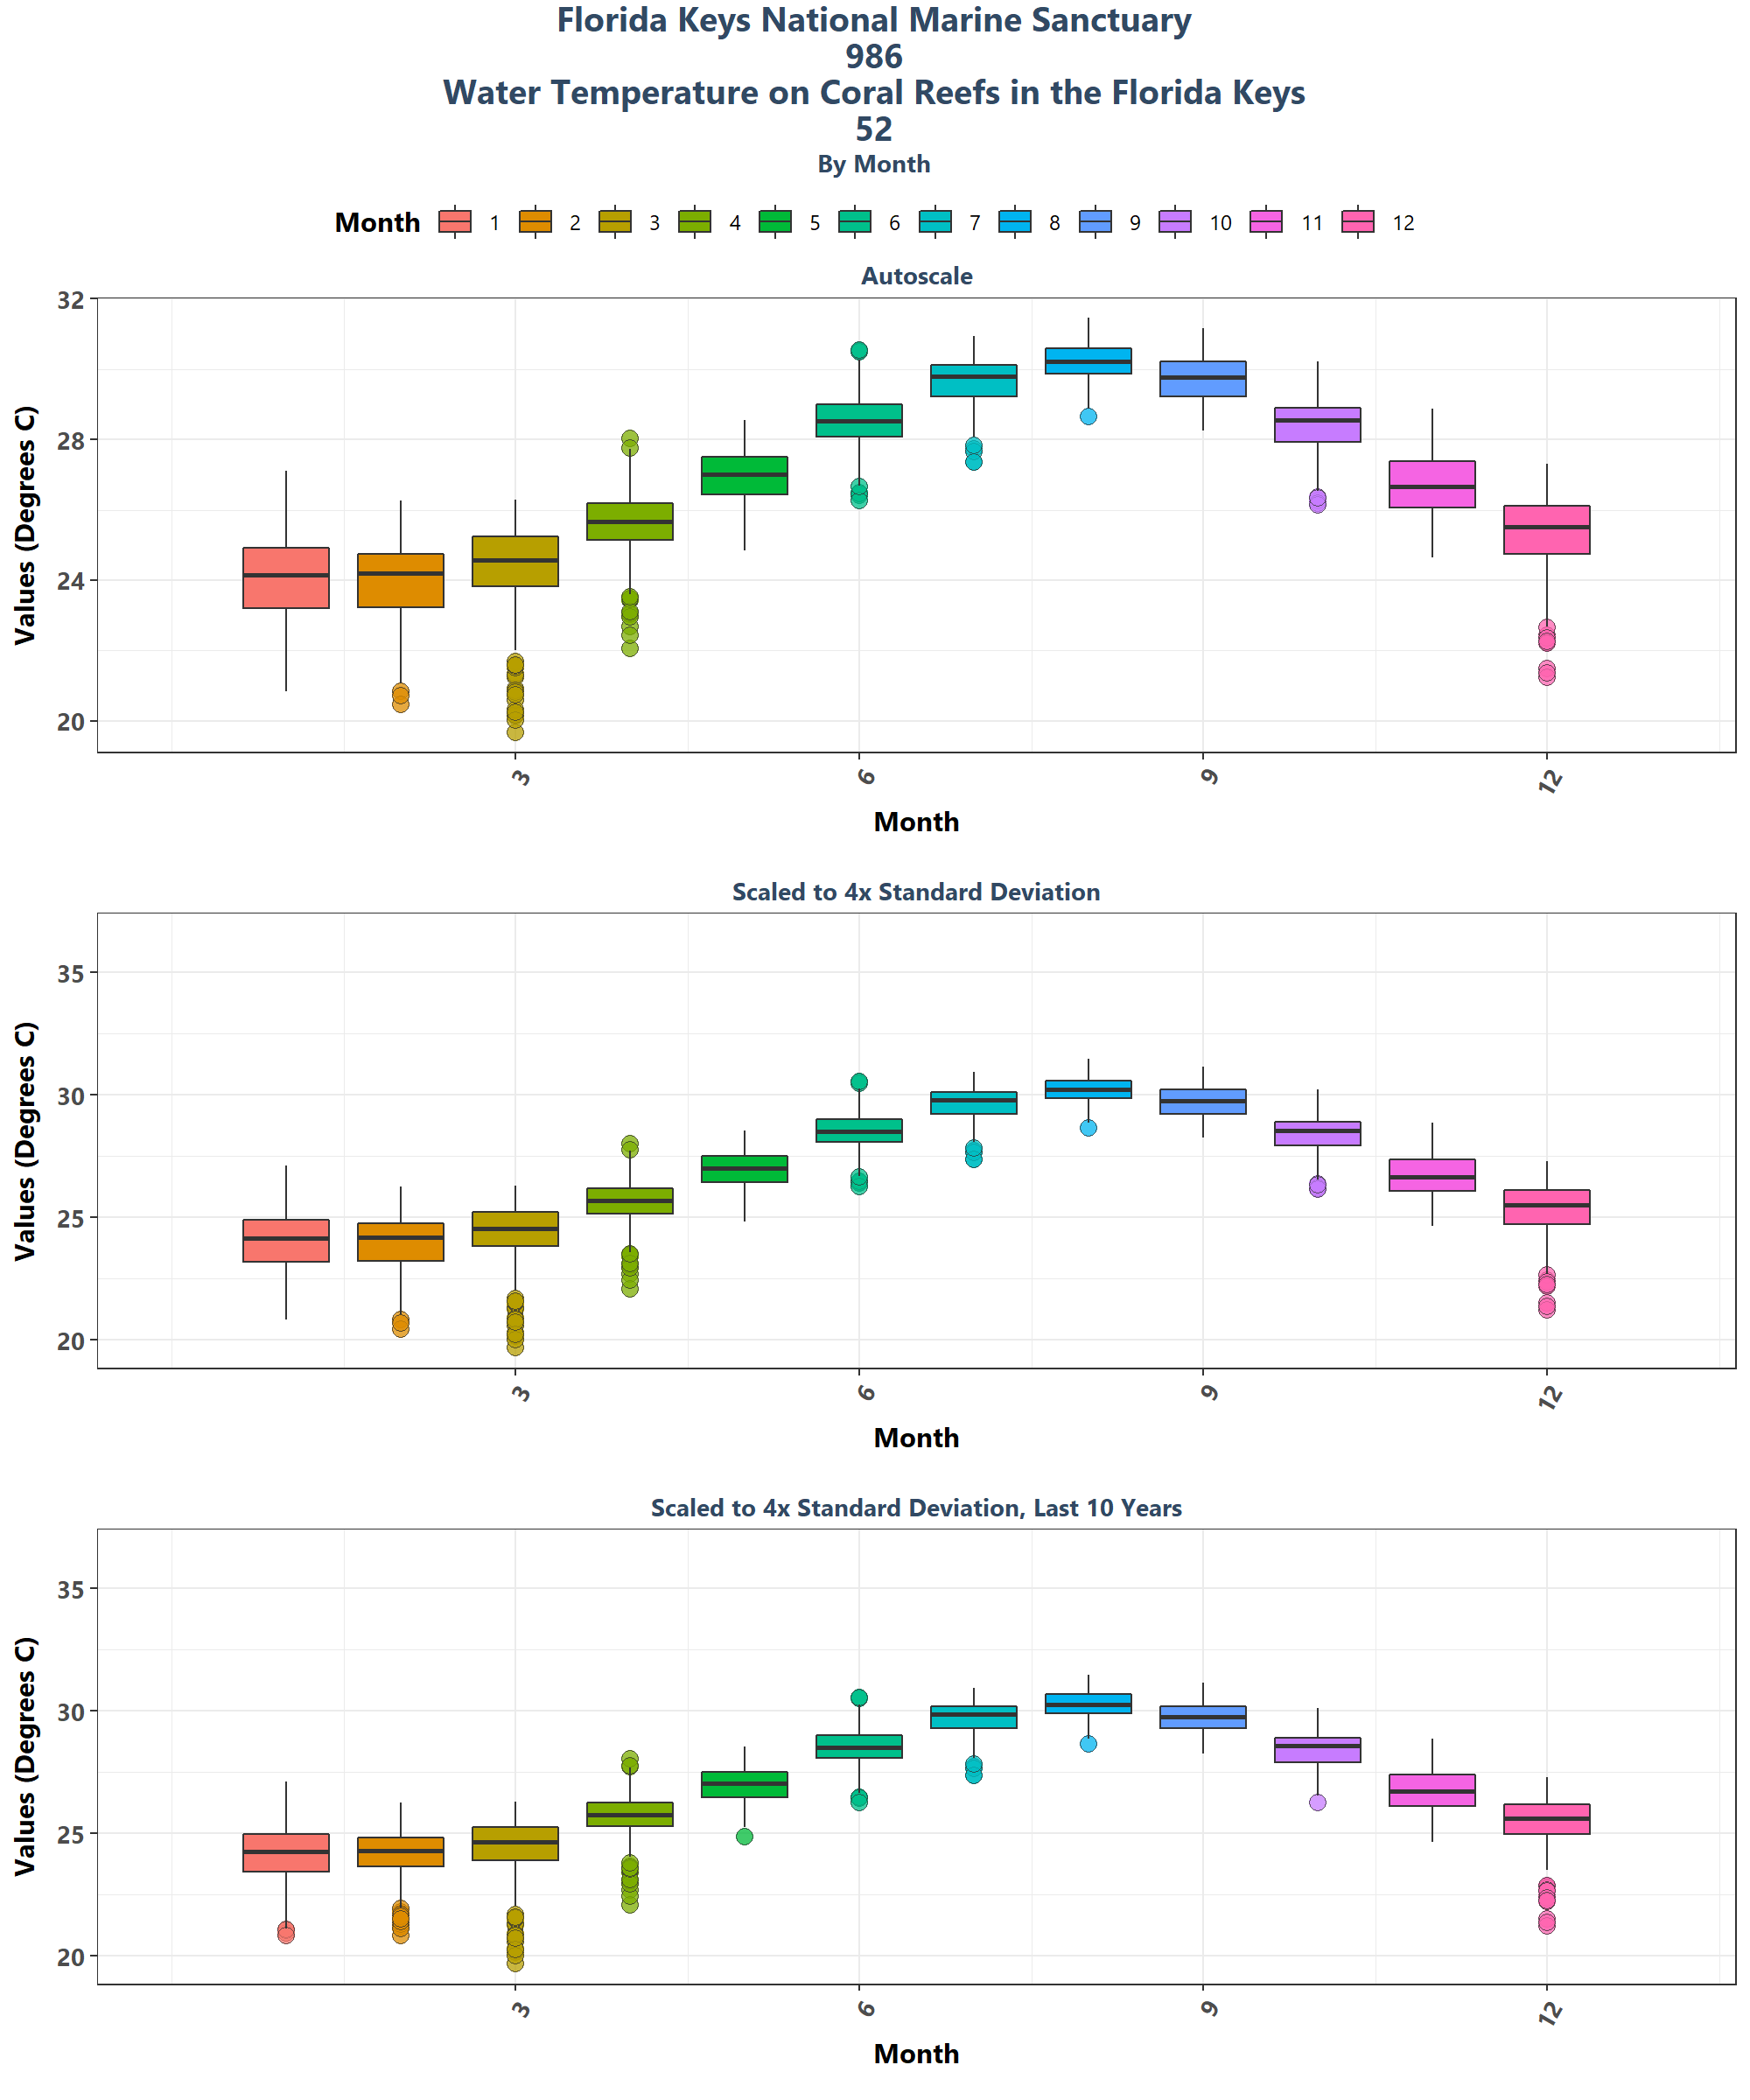 Florida Keys National Marine Sanctuary
986
Water Temperature on Coral Reefs in the Florida Keys
52
By Month
Month 1 2 3 4 5 6 7 8 9 10 11 12
Autoscale
Values (Degrees C)
32
28
24
20
3 6 9 12
Month
Scaled to 4x Standard Deviation
Values (Degrees C)
35
30
25
20
3 6 9 12
Month
Scaled to 4x Standard Deviation, Last 10 Years
Values (Degrees C)
35
30
25
20
3 6 9 12
Month